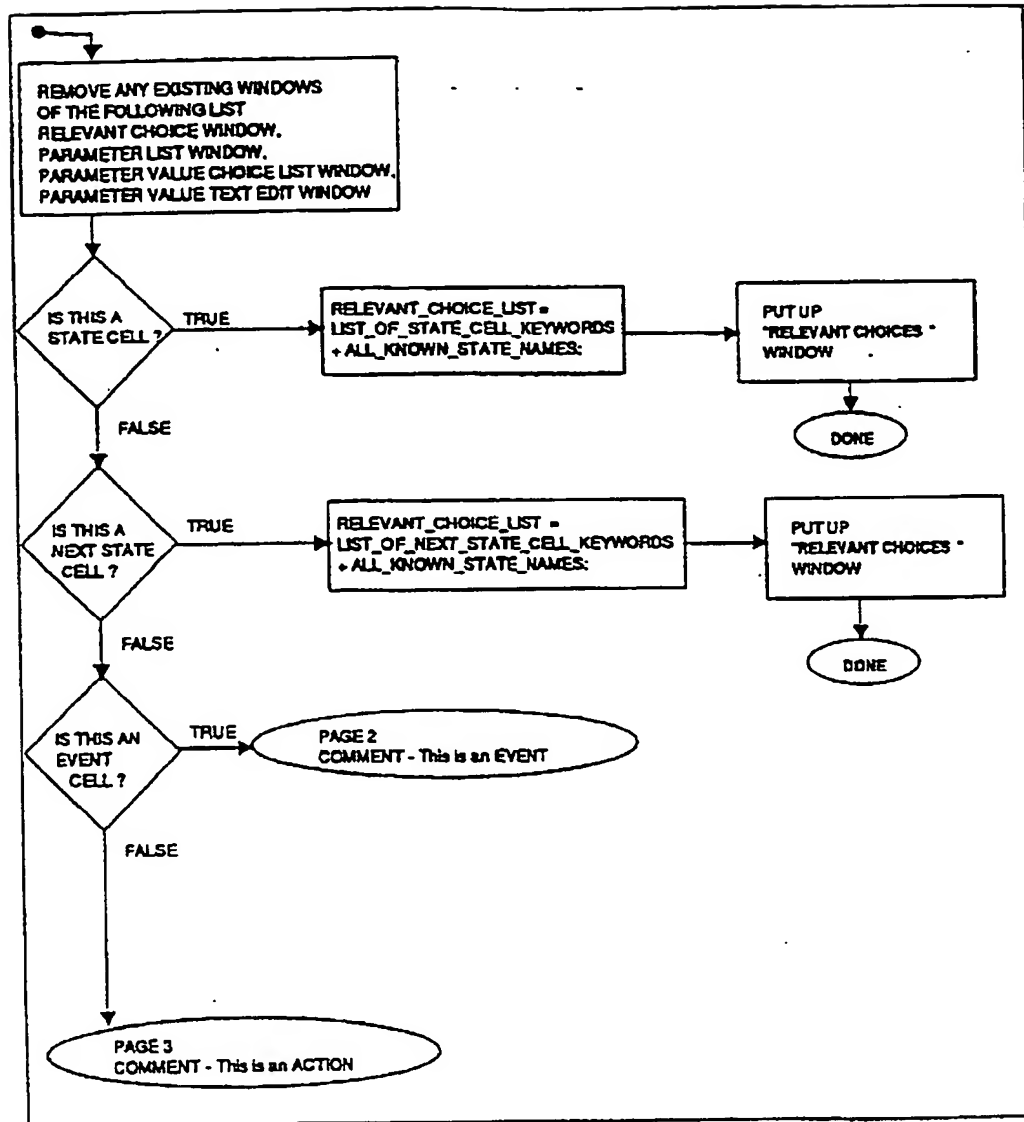 REMOVE ANY EXISTING WINDOWS
OF THE FOLLOWING LIST
RELEVANT CHOICE WINDOW,
PARAMETER LIST WINDOW,
PARAMETER VALUE CHOICE LIST WINDOW,
PARAMETER VALUE TEXT EDIT WINDOW
IS THIS A
STATE CELL ?
TRUE
RELEVANT_CHOICE_LIST =
LIST_OF_STATE_CELL_KEYWORDS
+ ALL_KNOWN_STATE_NAMES;
PUT UP
"RELEVANT CHOICES "
WINDOW
DONE
FALSE
IS THIS A
NEXT STATE
CELL ?
TRUE
RELEVANT_CHOICE_LIST =
LIST_OF_NEXT_STATE_CELL_KEYWORDS
+ ALL_KNOWN_STATE_NAMES;
PUT UP
"RELEVANT CHOICES "
WINDOW
DONE
FALSE
IS THIS AN
EVENT
CELL ?
TRUE
PAGE 2
COMMENT - This is an EVENT
FALSE
PAGE 3
COMMENT - This is an ACTION